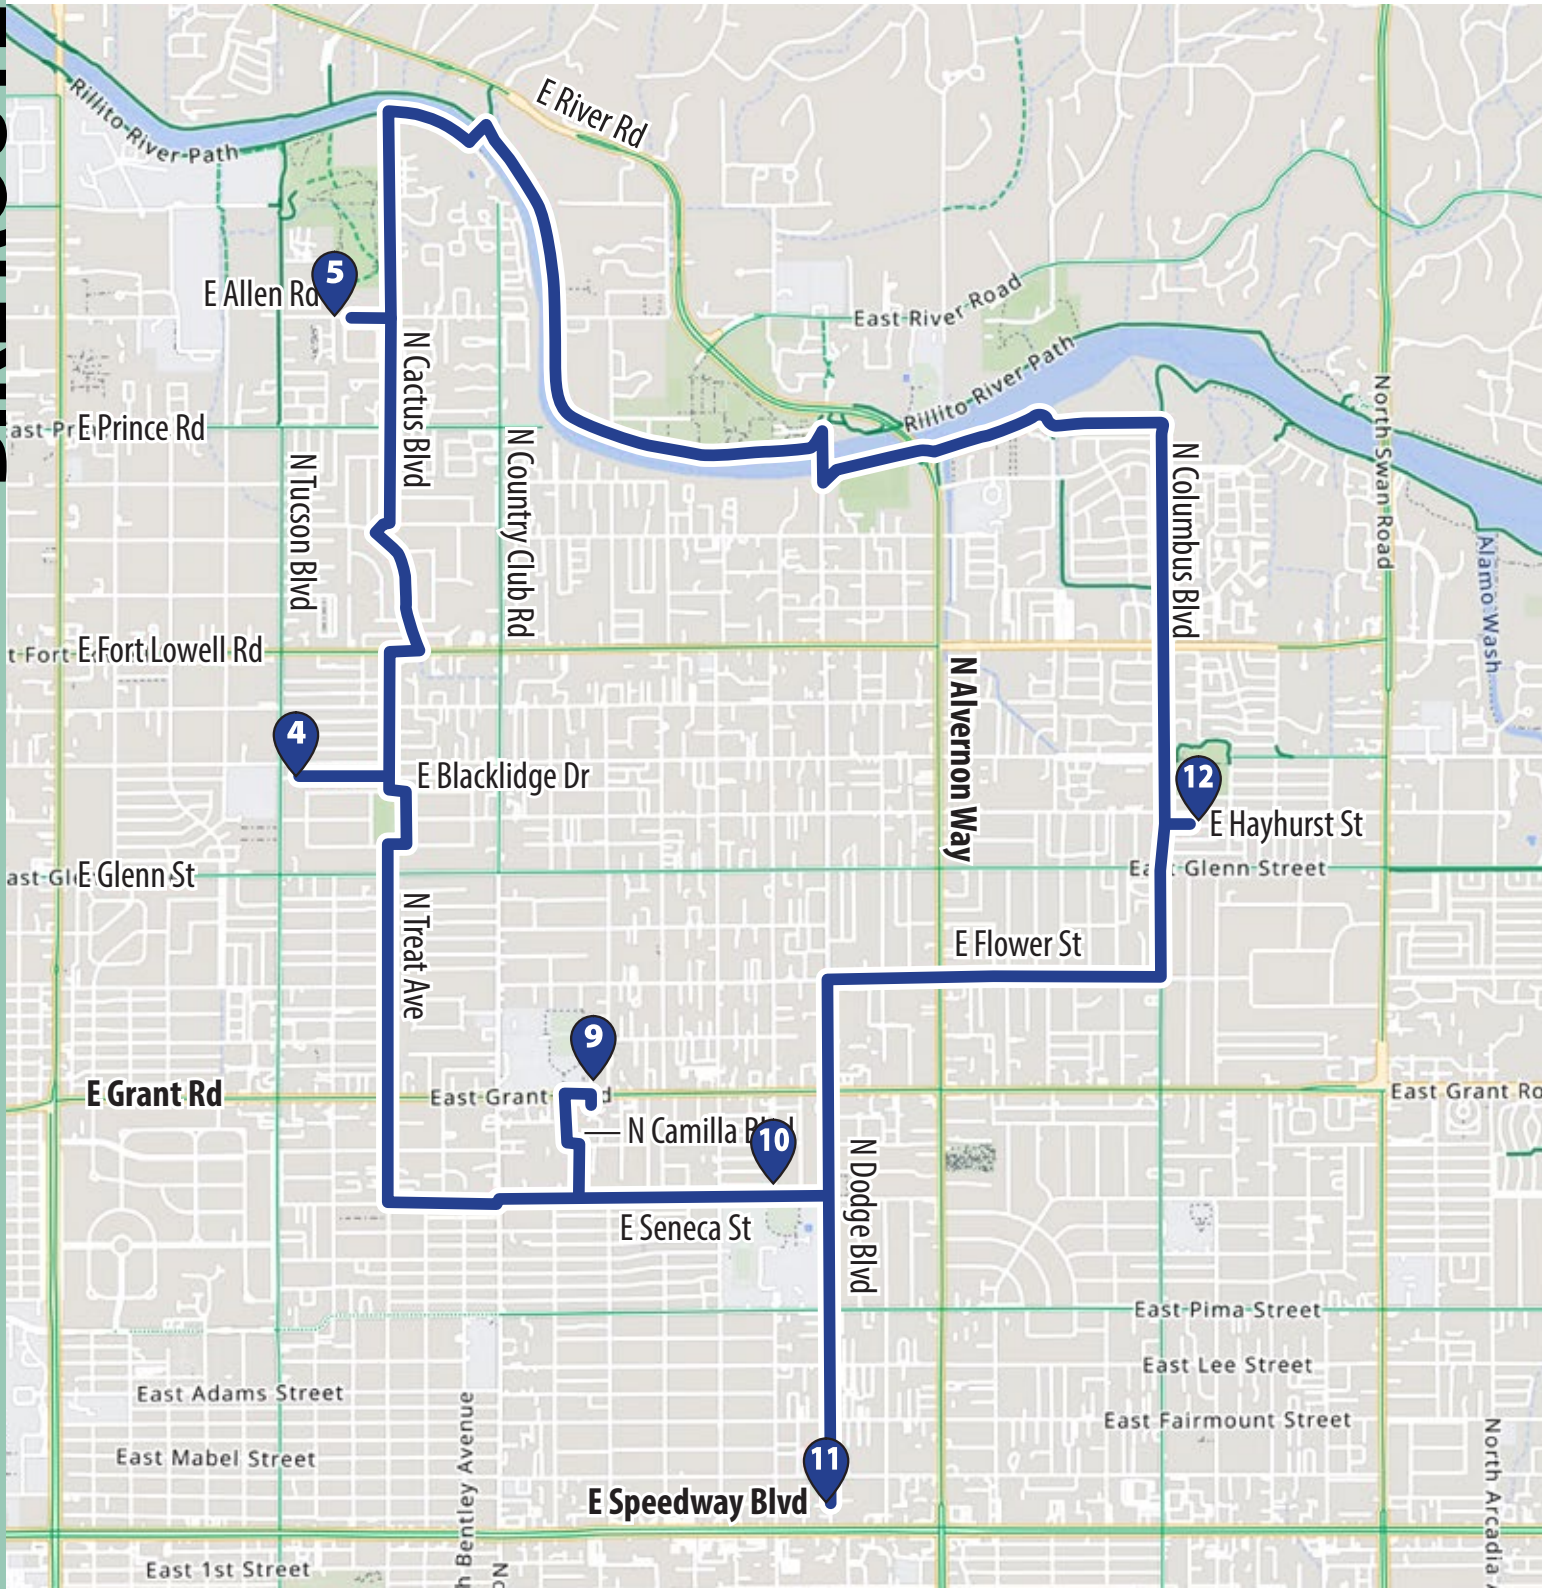 E River Rd
Rillito River Path
5
E Allen Rd
East River Road
Rillito River Path
N Cactus Blvd
North Swan Road
E Prince Rd
N Country Club Rd
N Columbus Blvd
N Tucson Blvd
Alamo Wash
E Fort Lowell Rd
N Alvernon Way
4
E Blacklidge Dr
12
E Hayhurst St
East Glenn Street
E Glenn St
N Treat Ave
E Flower St
9
E Grant Rd
East Grant
East Grant Ro
N Camilla
10
N Dodge Blvd
E Seneca St
East Pima Street
East Lee Street
East Adams Street
East Fairmount Street
East Mabel Street
h Bentley Avenue
North Arcadia
11
E Speedway Blvd
East 1st Street